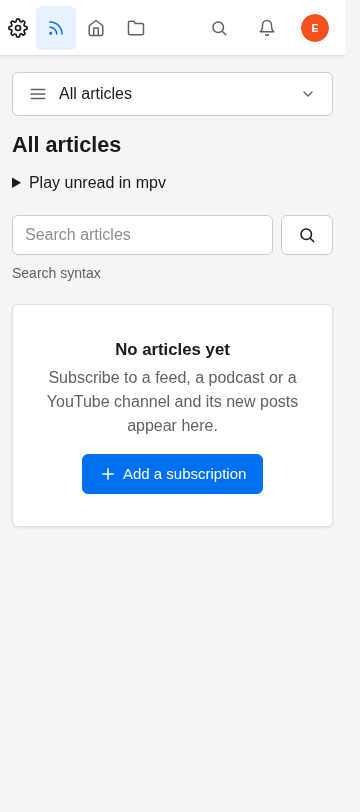 E
All articles
All articles
Play unread in mpv
Search articles
Search syntax
No articles yet
Subscribe to a feed, a podcast or a
YouTube channel and its new posts
appear here.
Add a subscription